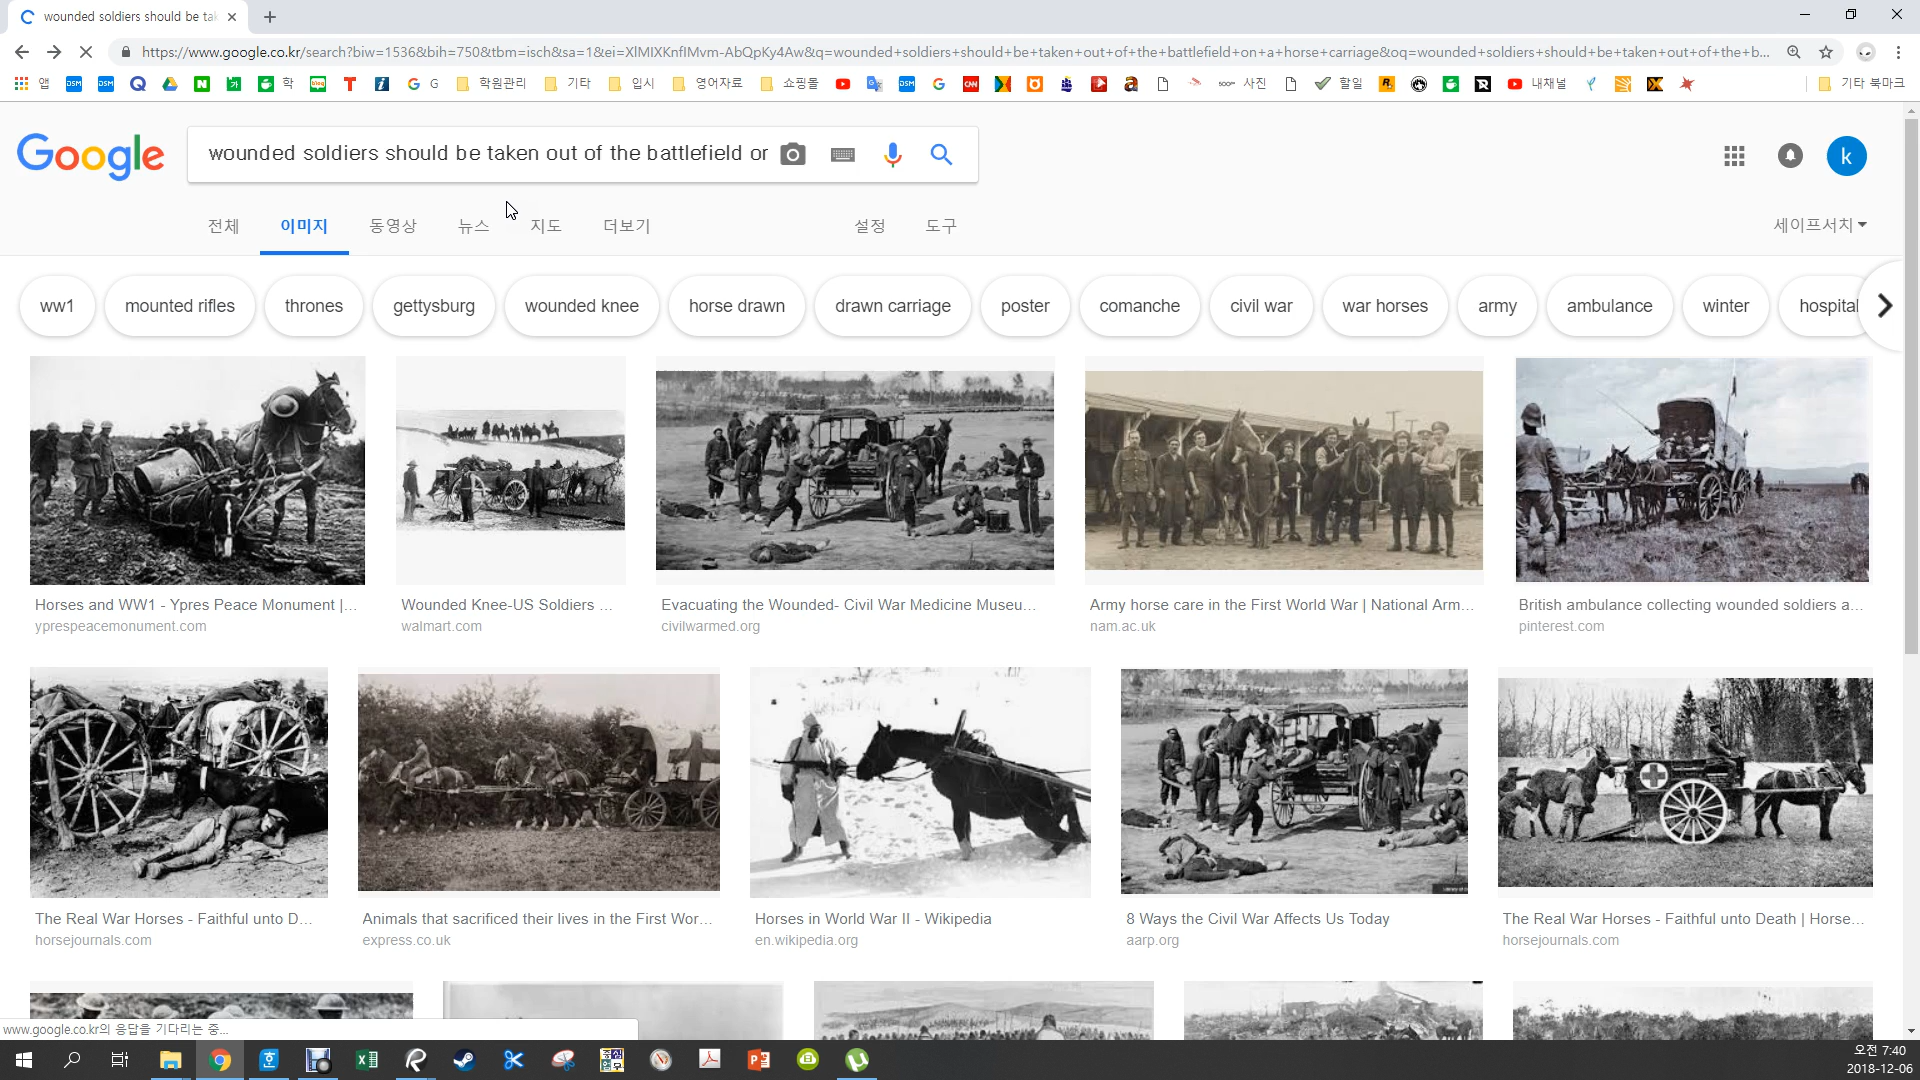 wounded soldiers should be tak
https://www.google.co.kr/search?biw=1536&bih=750&tbm=isch&sa=1&ei=XlMIXKnfIMvm-AbQpKy4Aw&q=wounded+soldiers+should+be+taken+out+of+the+battlefield+on+a+horse+carriage&oq=wounded+soldiers+should+be+taken+out+of+the+b...
앱 학 G 학원관리 기타 입시 영어자료 쇼핑몰 사진 할일 내채널 기타 북마크
Google
wounded soldiers should be taken out of the battlefield or
k
전체 이미지 동영상 뉴스 지도 더보기 설정 도구 세이프서치
ww1 mounted rifles thrones gettysburg wounded knee horse drawn drawn carriage poster comanche civil war war horses army ambulance winter hospital
Horses and WW1 - Ypres Peace Monument |...
yprespeacemonument.com
Wounded Knee-US Soldiers ...
walmart.com
Evacuating the Wounded- Civil War Medicine Museu...
civilwarmed.org
Army horse care in the First World War | National Arm...
nam.ac.uk
British ambulance collecting wounded soldiers a...
pinterest.com
The Real War Horses - Faithful unto D...
horsejournals.com
Animals that sacrificed their lives in the First Wor...
express.co.uk
Horses in World War II - Wikipedia
en.wikipedia.org
8 Ways the Civil War Affects Us Today
aarp.org
The Real War Horses - Faithful unto Death | Horse...
horsejournals.com
www.google.co.kr의 응답을 기다리는 중...
오전 7:40
2018-12-06